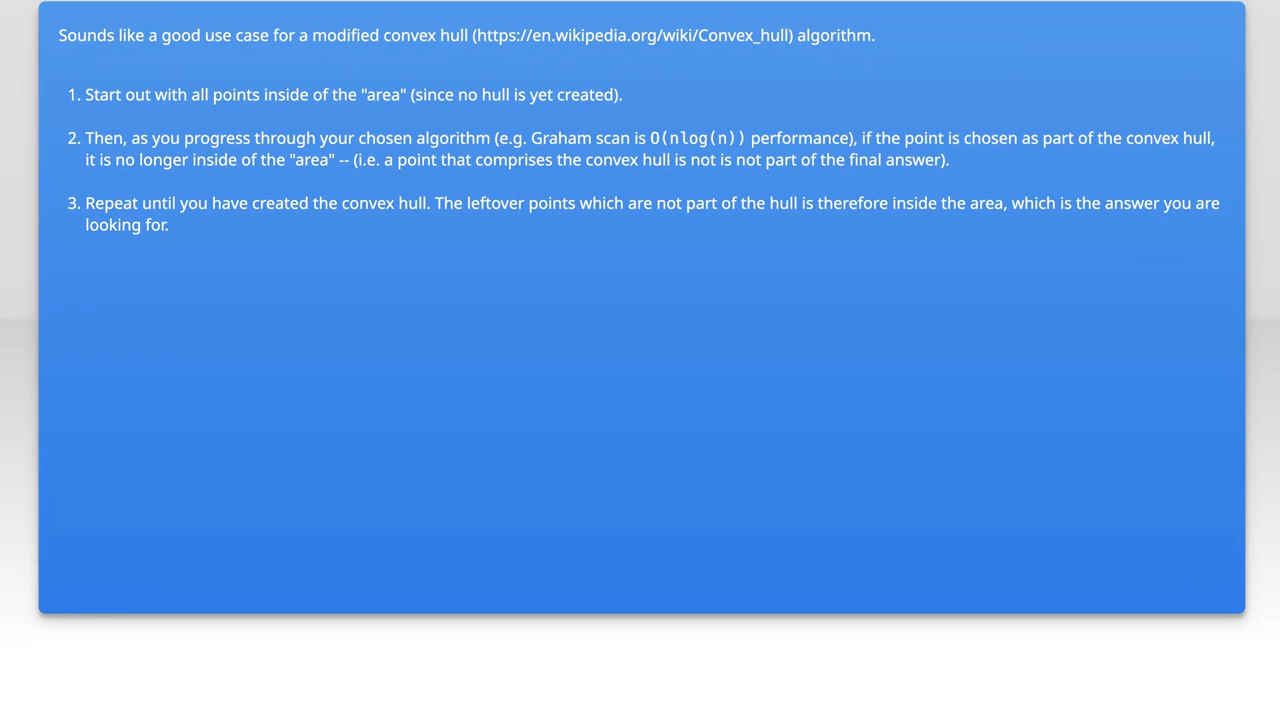 Sounds like a good use case for a modified convex hull (https://en.wikipedia.org/wiki/Convex_hull) algorithm.
1. Start out with all points inside of the "area" (since no hull is yet created).
2. Then, as you progress through your chosen algorithm (e.g. Graham scan is O(nlog(n)) performance), if the point is chosen as part of the convex hull,
it is no longer inside of the "area" -- (i.e. a point that comprises the convex hull is not is not part of the final answer).
3. Repeat until you have created the convex hull. The leftover points which are not part of the hull is therefore inside the area, which is the answer you are
looking for.